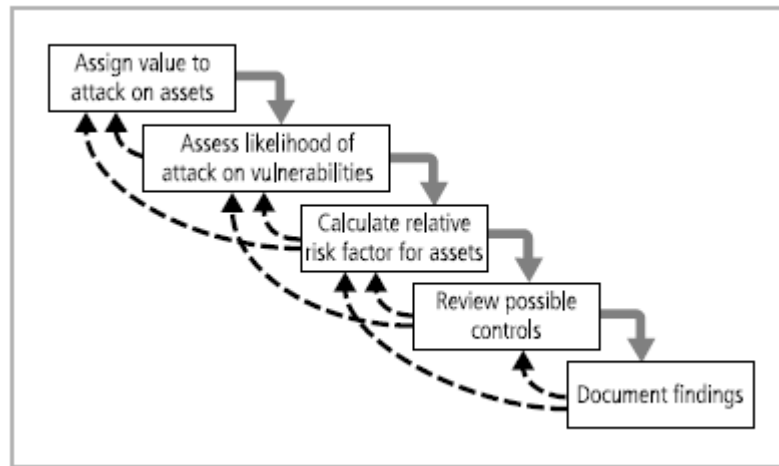 Assign value to
attack on assets
Assess likelihood of
attack on vulnerabilities
Calculate relative
risk factor for assets
Review possible
controls
Document findings